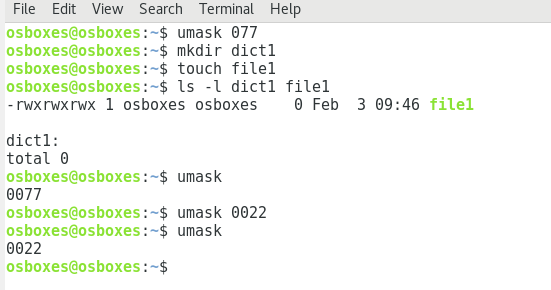 File Edit View Search Terminal Help
osboxes@osboxes:~$ umask 077
osboxes@osboxes:~$ mkdir dict1
osboxes@osboxes:~$ touch file1
osboxes@osboxes:~$ ls -l dict1 file1
-rwxrwxrwx 1 osboxes osboxes    0 Feb  3 09:46 file1

dict1:
total 0
osboxes@osboxes:~$ umask
0077
osboxes@osboxes:~$ umask 0022
osboxes@osboxes:~$ umask
0022
osboxes@osboxes:~$